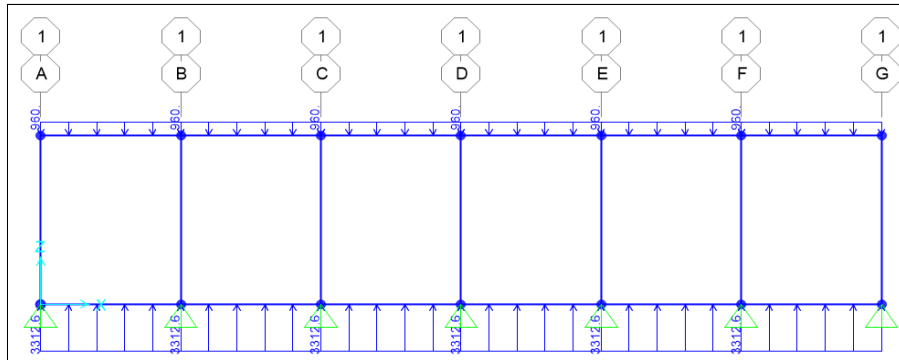 1 1 1 1 1 1 1
A B C D E F G
960. 960. 960. 960. 960. 960.
Z
X
3312.6 3312.6 3312.6 3312.6 3312.6 3312.6